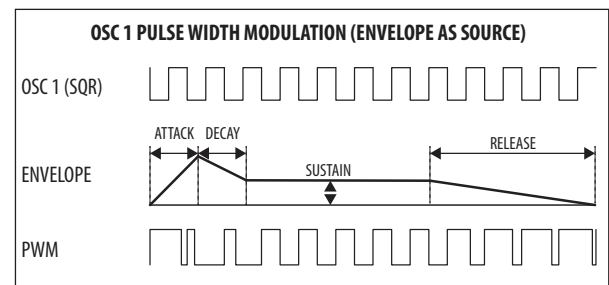 OSC 1 PULSE WIDTH MODULATION (ENVELOPE AS SOURCE)
OSC 1 (SQR)
ATTACK DECAY
RELEASE
ENVELOPE
SUSTAIN
PWM